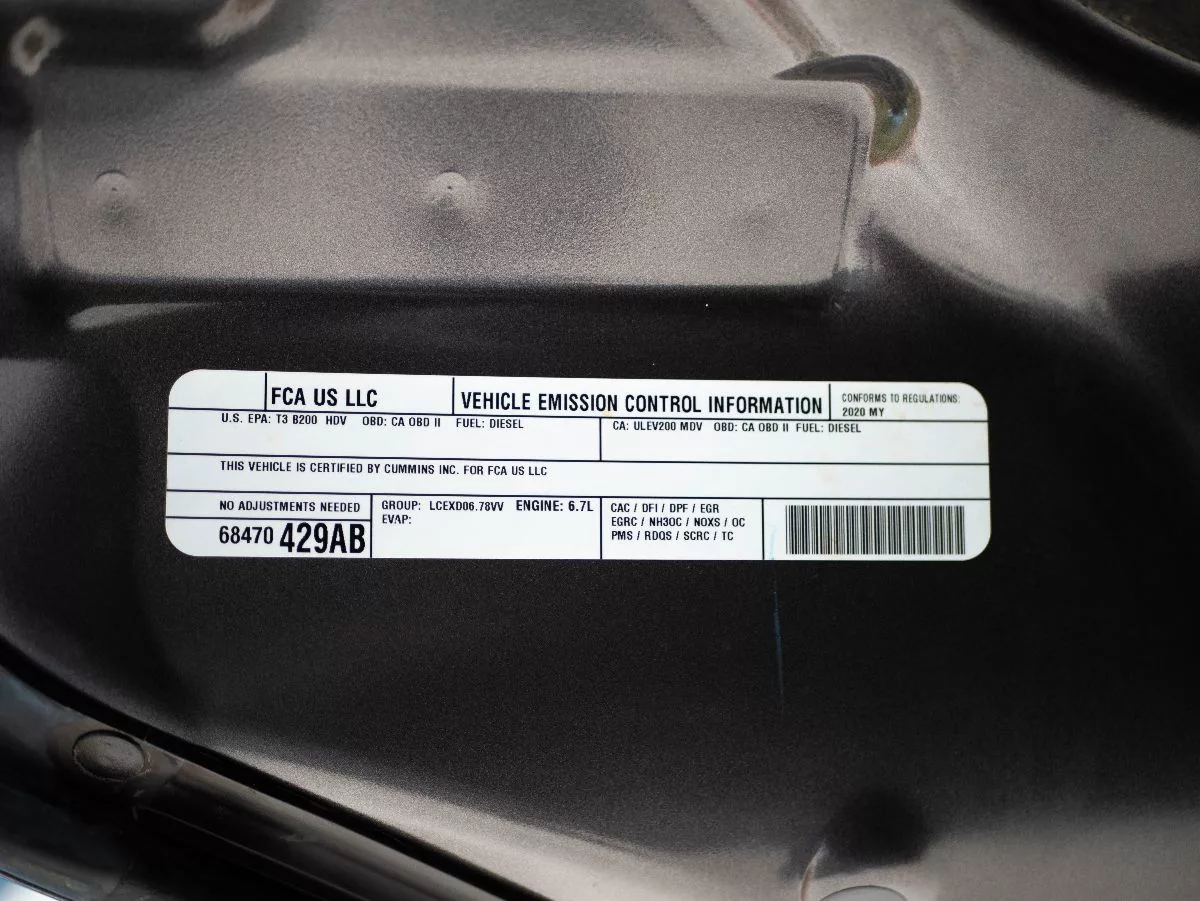 FCA US LLC
VEHICLE EMISSION CONTROL INFORMATION
CONFORMS TO REGULATIONS:
2020 MY
U.S. EPA: T3 B200 HDV OBD: CA OBD II FUEL: DIESEL
CA: ULEV200 MDV OBD: CA OBD II FUEL: DIESEL
THIS VEHICLE IS CERTIFIED BY CUMMINS INC. FOR FCA US LLC
NO ADJUSTMENTS NEEDED
68470 429AB
GROUP: LCEXD06.78VV ENGINE: 6.7L
EVAP:
CAC / DFI / DPF / EGR
EGRC / NH3OC / NOXS / OC
PMS / RDQS / SCRC / TC